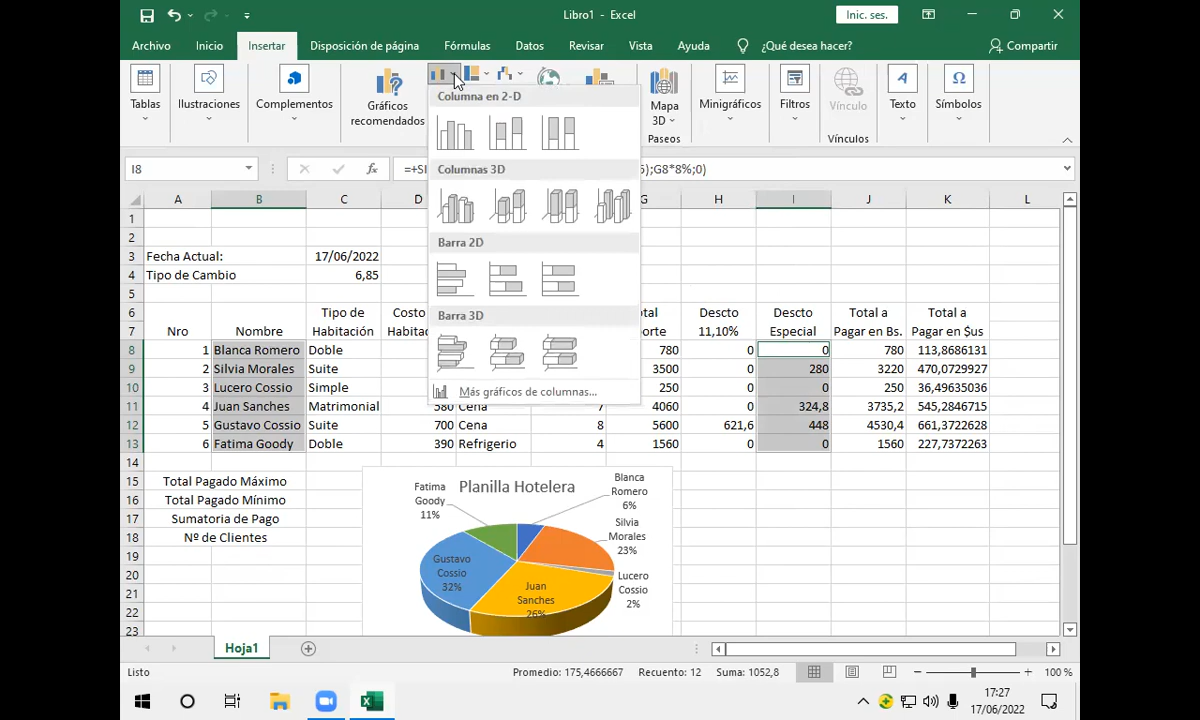 Libro1 - Excel
Inic. ses.
Archivo Inicio Insertar Disposición de página Fórmulas Datos Revisar Vista Ayuda ¿Qué desea hacer? Compartir
Tablas
Ilustraciones
Complementos
Gráficos recomendados
Mapa 3D
Paseos
Minigráficos
Filtros
Vínculo
Vínculos
Texto
Símbolos
Columna en 2-D
Columnas 3D
Barra 2D
Barra 3D
Más gráficos de columnas...
I8 fx ;G8*8%;0)
A B C D G H I J K L
1
2
3 Fecha Actual: 17/06/2022
4 Tipo de Cambio 6,85
5
6 Tipo de Costo Descto Descto Total a Total a
7 Nro Nombre Habitación 11,10% Especial Pagar en Bs. Pagar en $us
8 1 Blanca Romero Doble 780 0 0 780 113,8686131
9 2 Silvia Morales Suite 3500 0 280 3220 470,0729927
10 3 Lucero Cossio Simple 250 0 0 250 36,49635036
11 4 Juan Sanches Matrimonial 580 Cena 7 4060 0 324,8 3735,2 545,2846715
12 5 Gustavo Cossio Suite 700 Cena 8 5600 621,6 448 4530,4 661,3722628
13 6 Fatima Goody Doble 390 Refrigerio 4 1560 0 0 1560 227,7372263
14
15 Total Pagado Máximo
16 Total Pagado Mínimo
17 Sumatoria de Pago
18 Nº de Clientes
19
20
21
22
23
Planilla Hotelera
Blanca Romero 6%
Silvia Morales 23%
Lucero Cossio 2%
Juan Sanches 26%
Gustavo Cossio 32%
Fatima Goody 11%
Hoja1
Listo Promedio: 175,4666667 Recuento: 12 Suma: 1052,8 100 %
17:27
17/06/2022